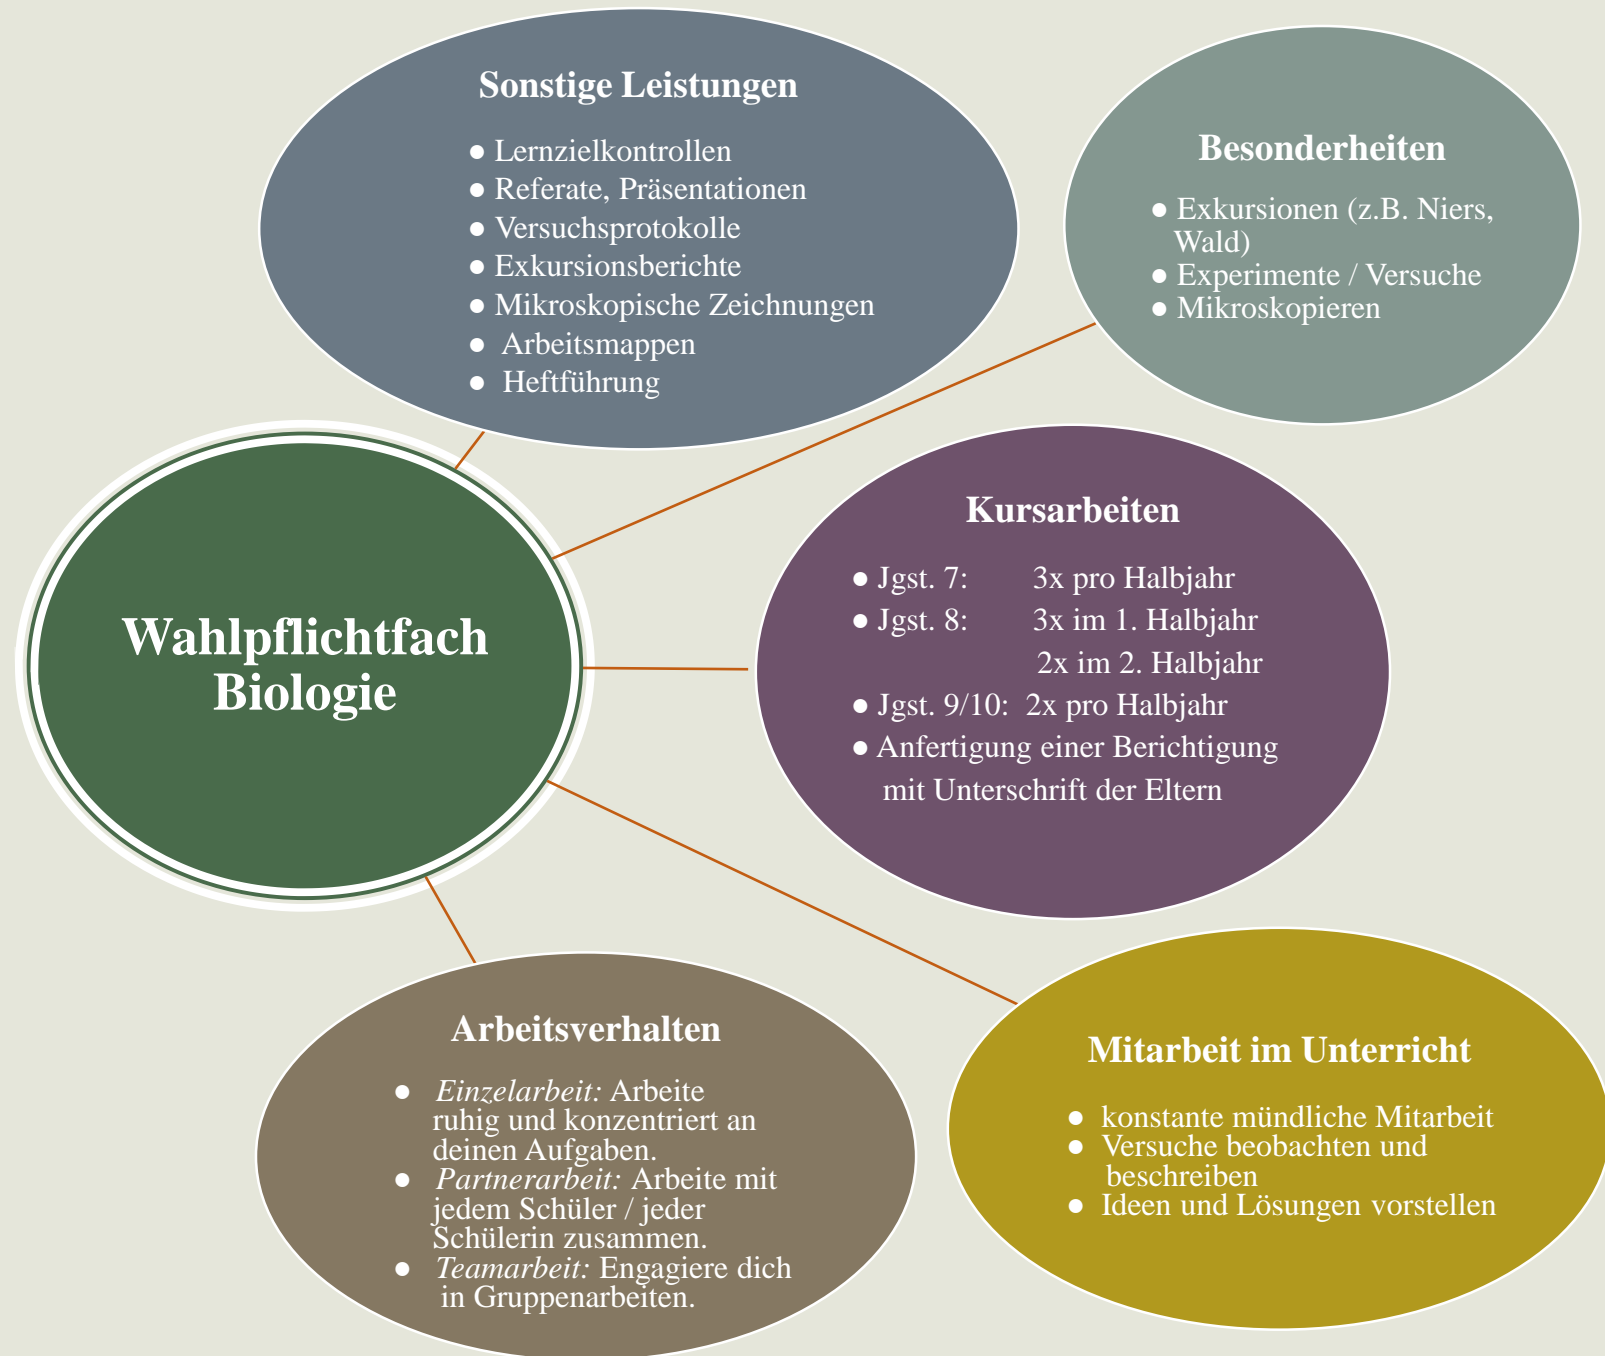 Sonstige Leistungen
● Lernzielkontrollen
● Referate, Präsentationen
● Versuchsprotokolle
● Exkursionsberichte
● Mikroskopische Zeichnungen
● Arbeitsmappen
● Heftführung
Besonderheiten
● Exkursionen (z.B. Niers,
Wald)
● Experimente / Versuche
● Mikroskopieren
Wahlpflichtfach
Biologie
Kursarbeiten
● Jgst. 7: 3x pro Halbjahr
● Jgst. 8: 3x im 1. Halbjahr
2x im 2. Halbjahr
● Jgst. 9/10: 2x pro Halbjahr
● Anfertigung einer Berichtigung
mit Unterschrift der Eltern
Arbeitsverhalten
● Einzelarbeit: Arbeite
ruhig und konzentriert an
deinen Aufgaben.
● Partnerarbeit: Arbeite mit
jedem Schüler / jeder
Schülerin zusammen.
● Teamarbeit: Engagiere dich
in Gruppenarbeiten.
Mitarbeit im Unterricht
● konstante mündliche Mitarbeit
● Versuche beobachten und
beschreiben
● Ideen und Lösungen vorstellen